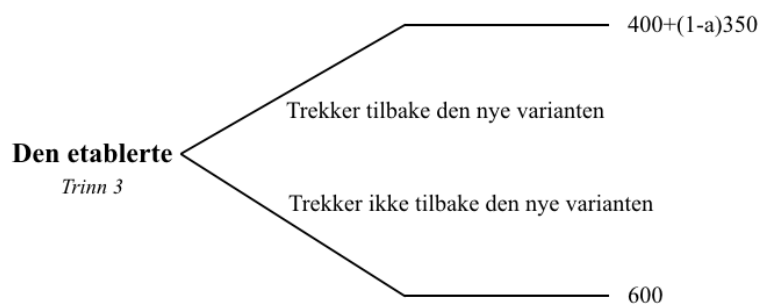 400+(1-a)350
Trekker tilbake den nye varianten
Den etablerte
Trinn 3
Trekker ikke tilbake den nye varianten
600